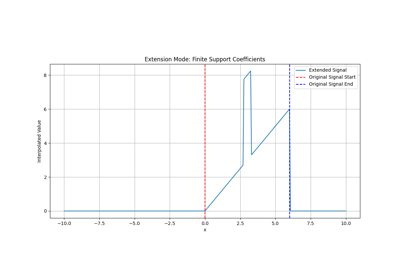 Extension Mode: Finite Support Coefficients
Extended Signal
Original Signal Start
Original Signal End
Interpolated Value
8
6
4
2
0
−10.0 −7.5 −5.0 −2.5 0.0 2.5 5.0 7.5 10.0
x